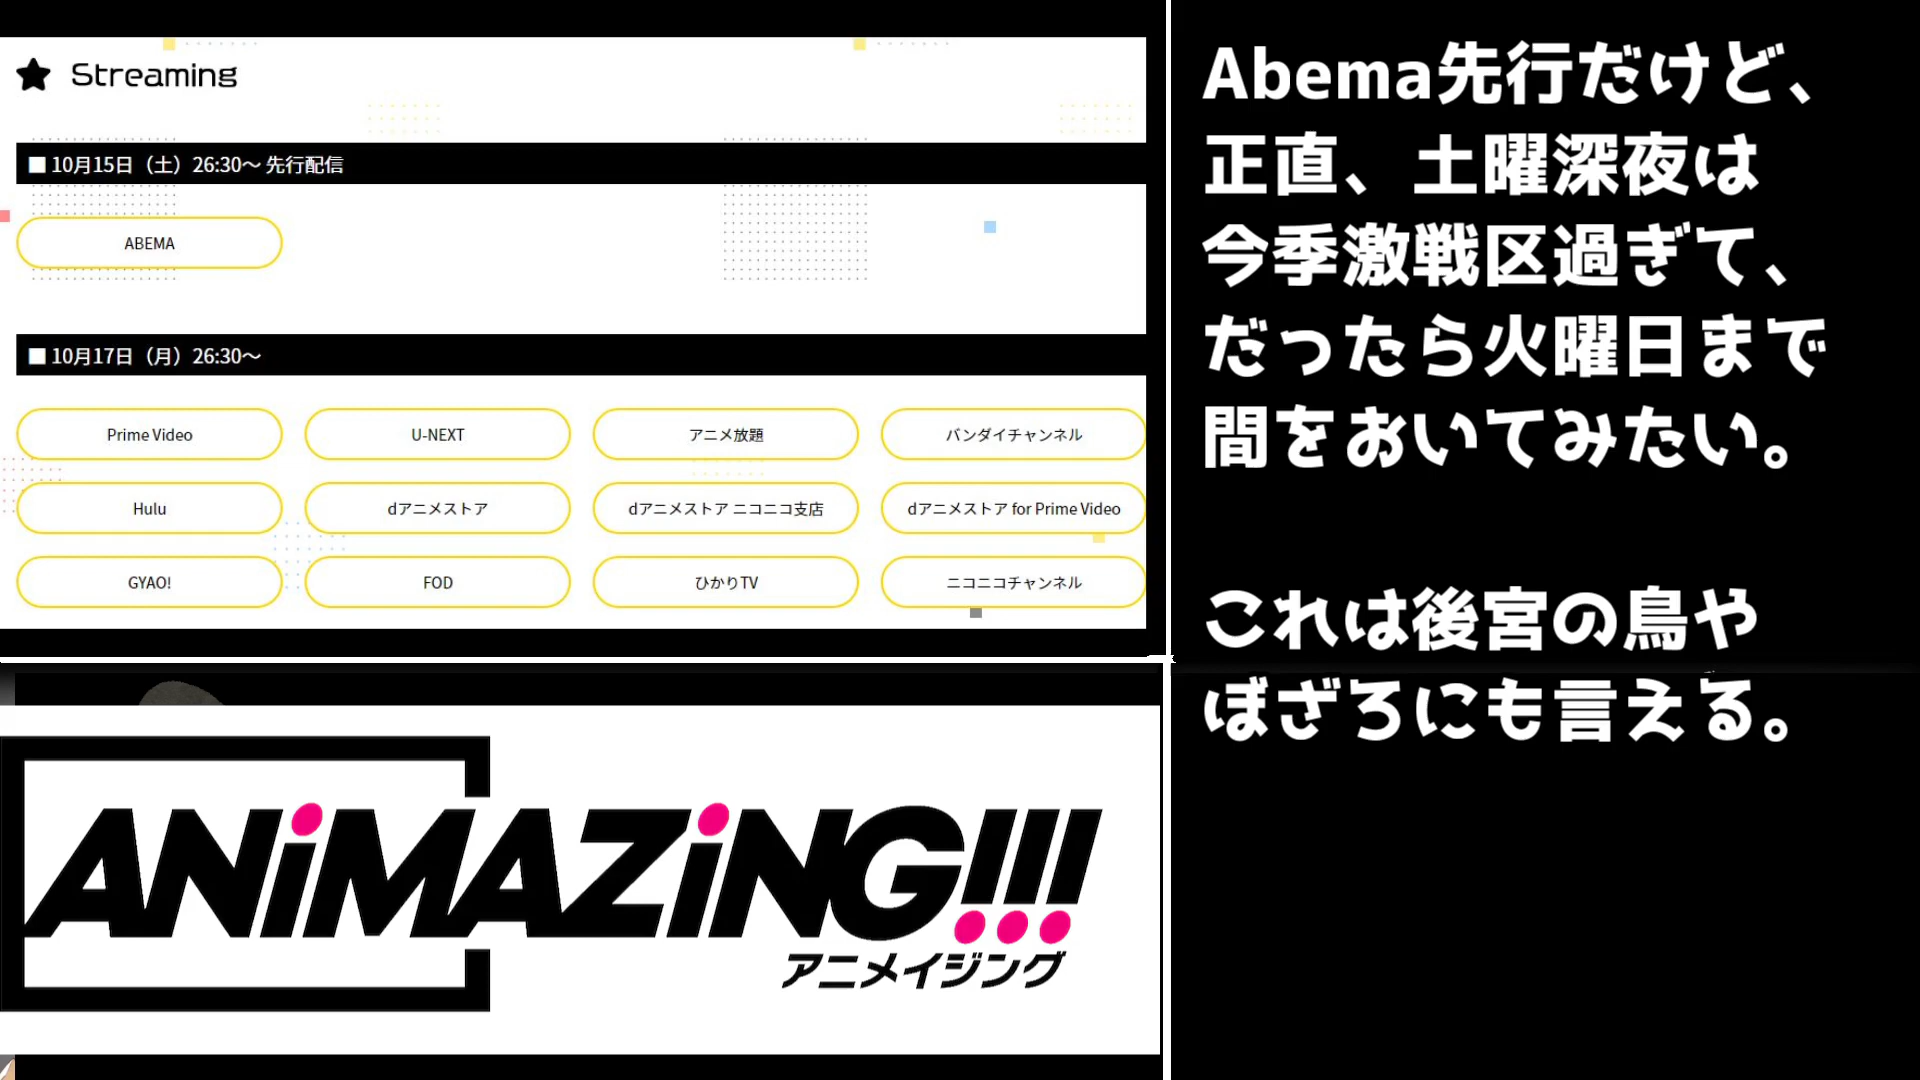 Streaming
■ 10月15日（土）26:30～ 先行配信
ABEMA
■ 10月17日（月）26:30～
Prime Video
U-NEXT
アニメ放題
バンダイチャンネル
Hulu
dアニメストア
dアニメストア ニコニコ支店
dアニメストア for Prime Video
GYAO!
FOD
ひかりTV
ニコニコチャンネル
ANiMAZiNG!!!
アニメイジング
Abema先行だけど、
正直、土曜深夜は
今季激戦区過ぎて、
だったら火曜日まで
間をおいてみたい。
これは後宮の鳥や
ぼざろにも言える。